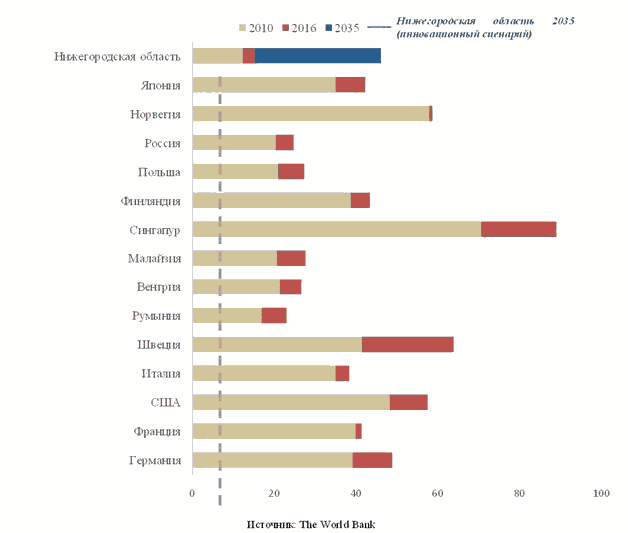 2010 2016 2035 Нижегородская область 2035
(инновационный сценарий)
Нижегородская область
Япония
Норвегия
Россия
Польша
Финляндия
Сингапур
Малайзия
Венгрия
Румыния
Швеция
Италия
США
Франция
Германия
0 20 40 60 80 100
Источник: The World Bank